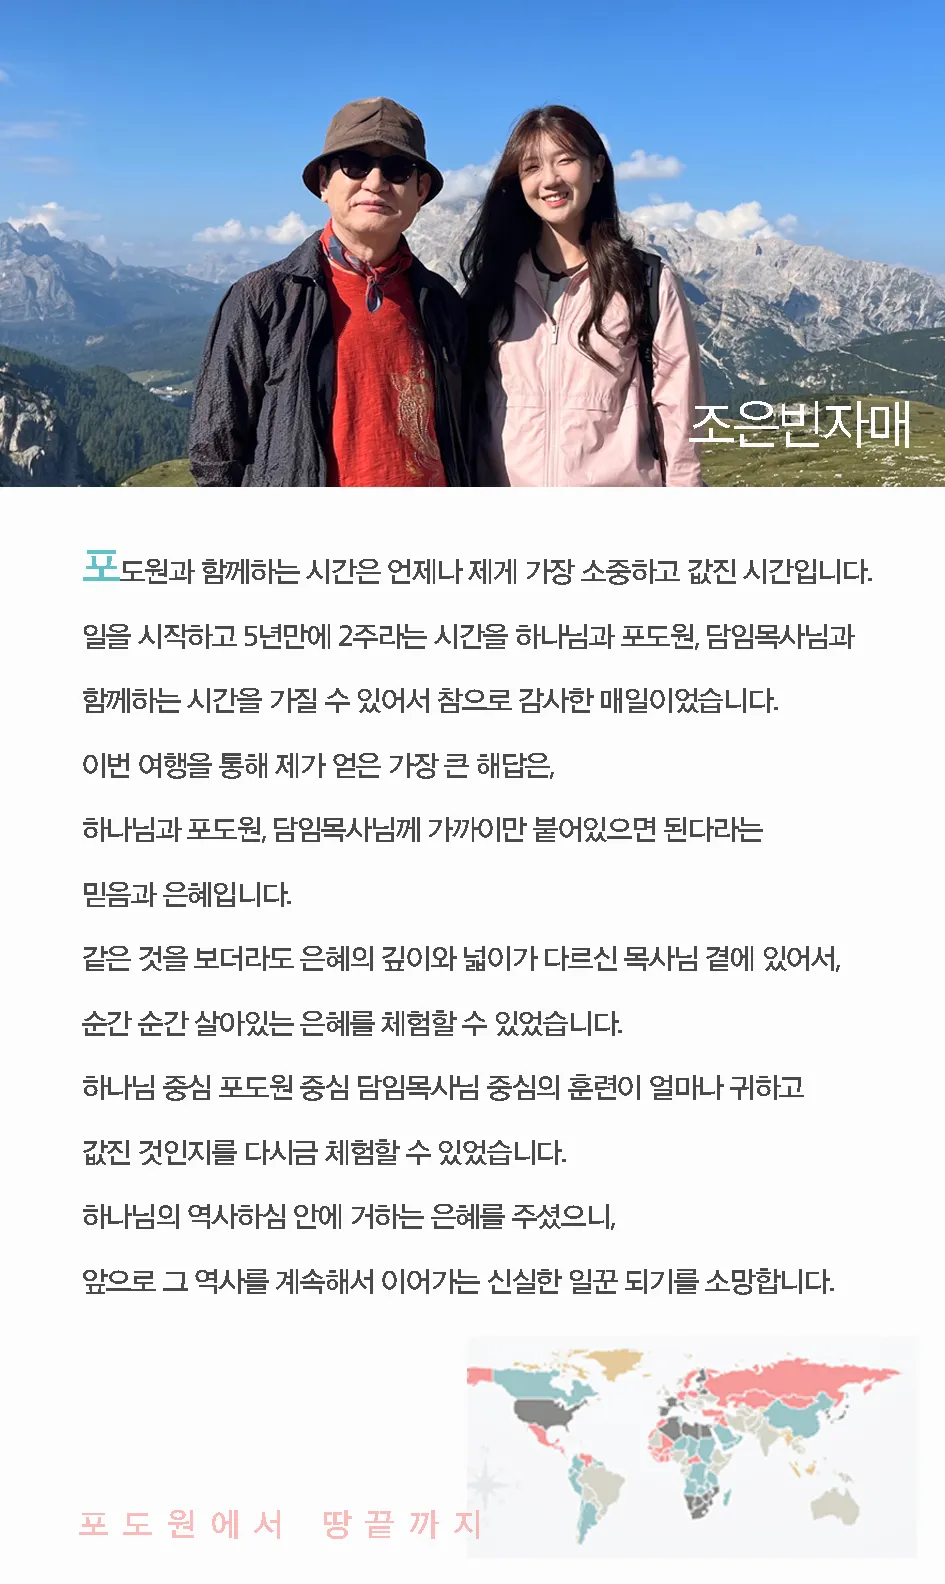 조은빈자매
포도원과 함께하는 시간은 언제나 제게 가장 소중하고 값진 시간입니다.
일을 시작하고 5년만에 2주라는 시간을 하나님과 포도원, 담임목사님과
함께하는 시간을 가질 수 있어서 참으로 감사한 매일이었습니다.
이번 여행을 통해 제가 얻은 가장 큰 해답은,
하나님과 포도원, 담임목사님께 가까이만 붙어있으면 된다라는
믿음과 은혜입니다.
같은 것을 보더라도 은혜의 깊이와 넓이가 다르신 목사님 곁에 있어서,
순간 순간 살아있는 은혜를 체험할 수 있었습니다.
하나님 중심 포도원 중심 담임목사님 중심의 훈련이 얼마나 귀하고
값진 것인지를 다시금 체험할 수 있었습니다.
하나님의 역사하심 안에 거하는 은혜를 주셨으니,
앞으로 그 역사를 계속해서 이어가는 신실한 일꾼 되기를 소망합니다.
포도원에서 땅끝까지